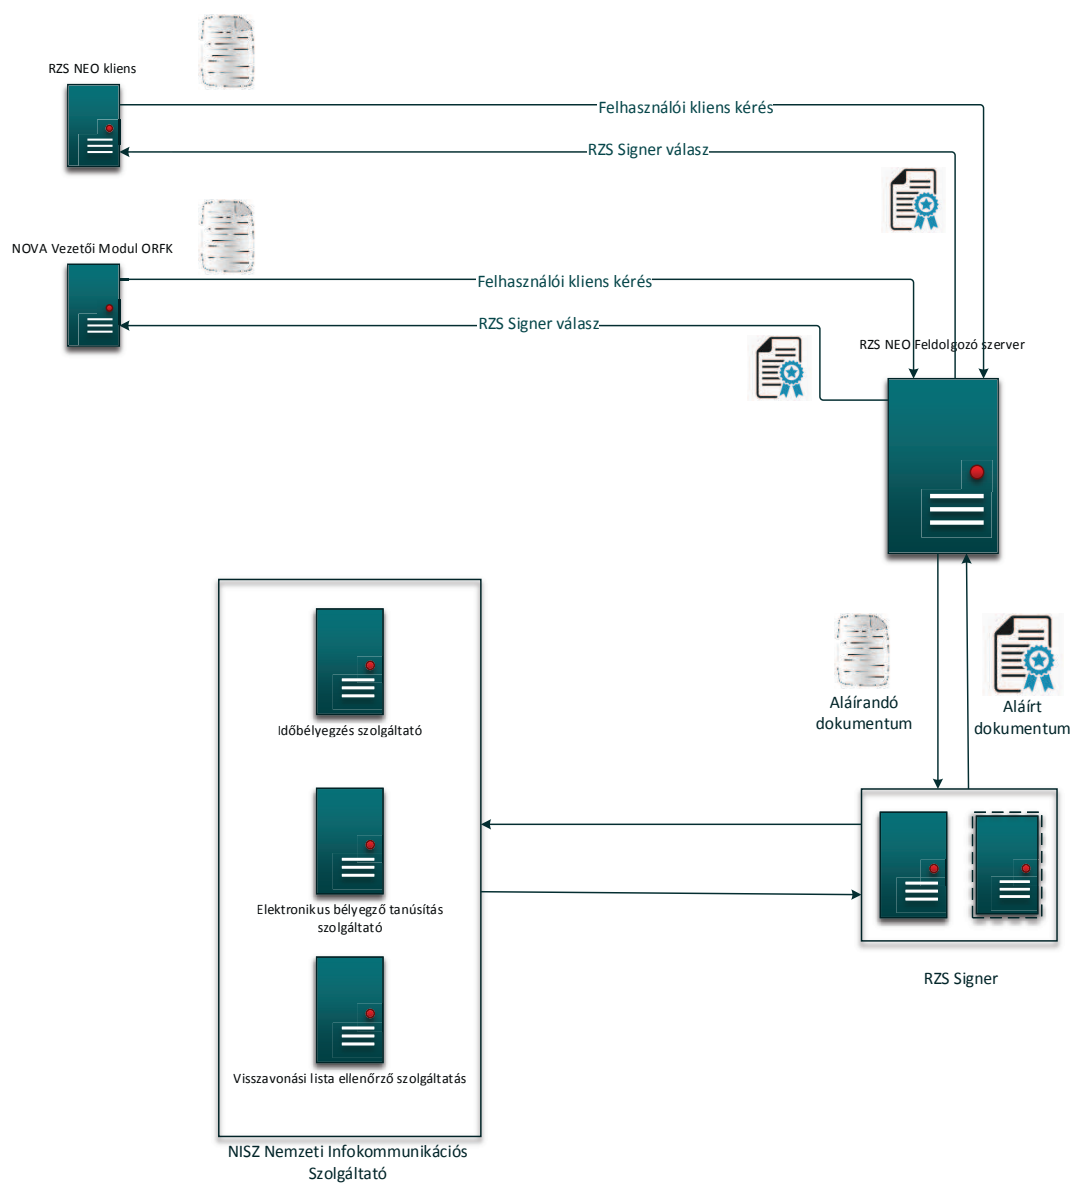 RZS NEO kliens
Felhasználói kliens kérés
RZS Signer válasz
NOVA Vezetői Modul ORFK
Felhasználói kliens kérés
RZS Signer válasz
RZS NEO Feldolgozó szerver
Aláírandó
dokumentum
Aláírt
dokumentum
Időbélyegzés szolgáltató
Elektronikus bélyegző tanúsítás
szolgáltató
RZS Signer
Visszavonási lista ellenőrző szolgáltatás
NISZ Nemzeti Infokommunikációs
Szolgáltató